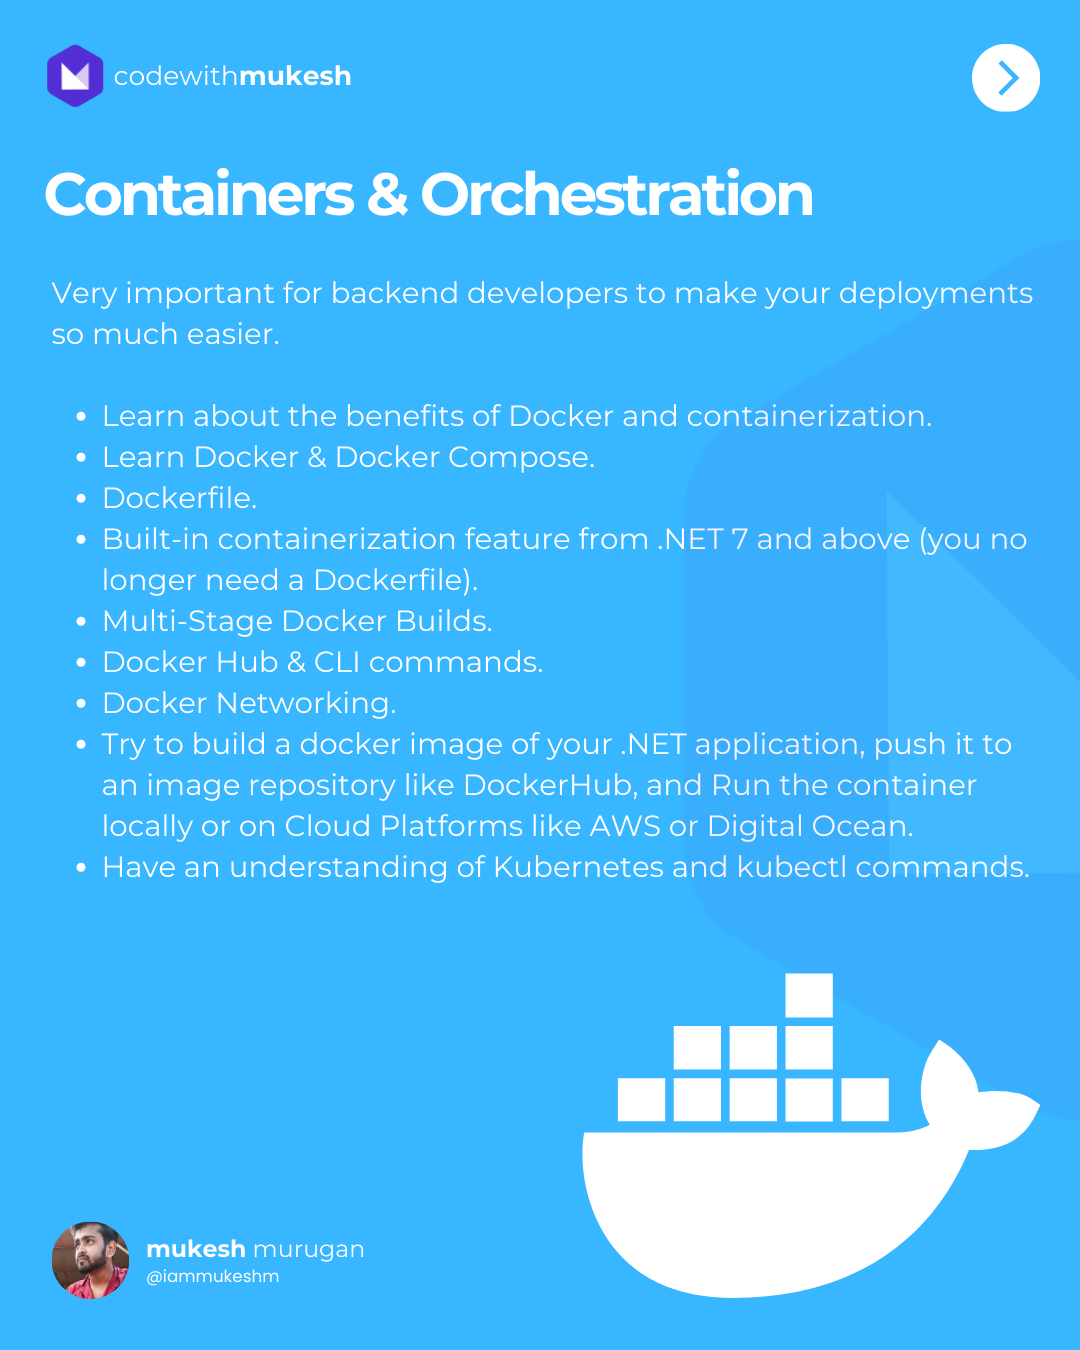 codewithmukesh
Containers & Orchestration
Very important for backend developers to make your deployments
so much easier.
• Learn about the benefits of Docker and containerization.
• Learn Docker & Docker Compose.
• Dockerfile.
• Built-in containerization feature from .NET 7 and above (you no
longer need a Dockerfile).
• Multi-Stage Docker Builds.
• Docker Hub & CLI commands.
• Docker Networking.
• Try to build a docker image of your .NET application, push it to
an image repository like DockerHub, and Run the container
locally or on Cloud Platforms like AWS or Digital Ocean.
• Have an understanding of Kubernetes and kubectl commands.
mukesh murugan
@iammukeshm